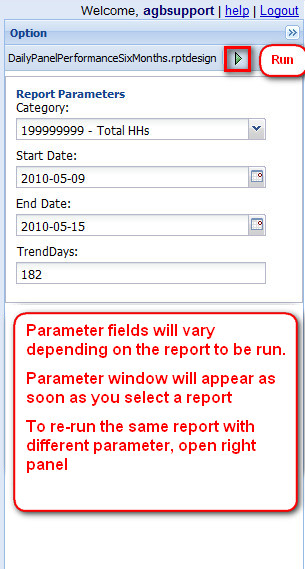 Welcome, agbsupport | help | Logout
Option
DailyPanelPerformanceSixMonths.rptdesign
Run
Report Parameters
Category:
199999999 - Total HHs
Start Date:
2010-05-09
End Date:
2010-05-15
TrendDays:
182
Parameter fields will vary
depending on the report to be run.
Parameter window will appear as
soon as you select a report
To re-run the same report with
different parameter, open right
panel